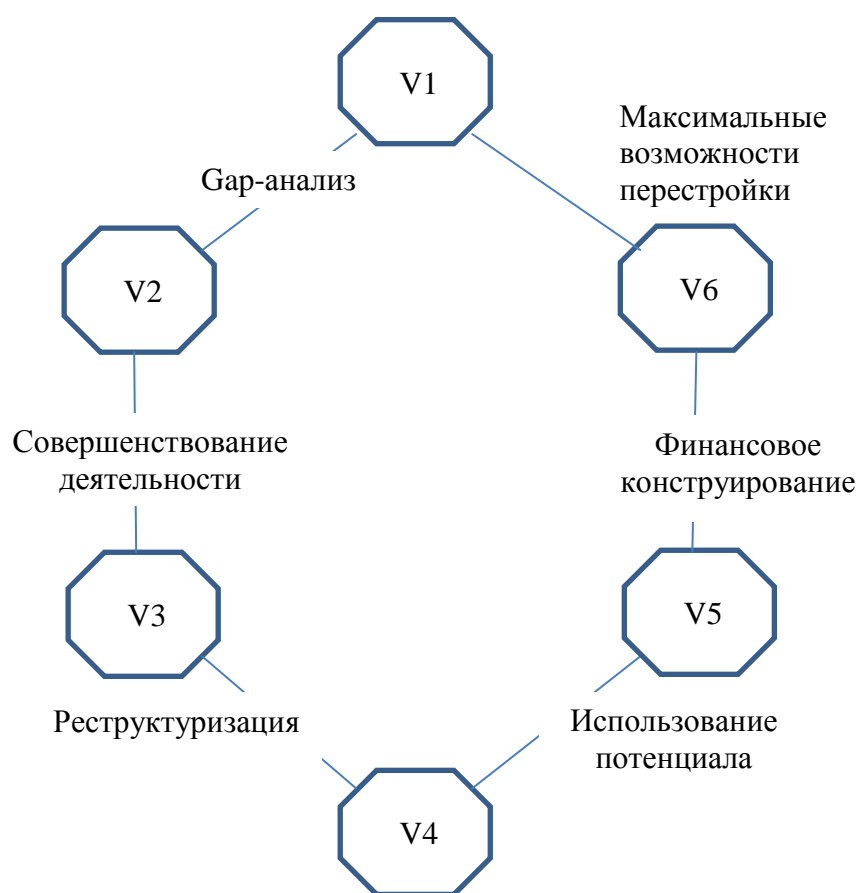 V1
Максимальные
возможности
перестройки
Gap-анализ
V2
V6
Совершенствование
деятельности
Финансовое
конструирование
V3
V5
Реструктуризация
Использование
потенциала
V4